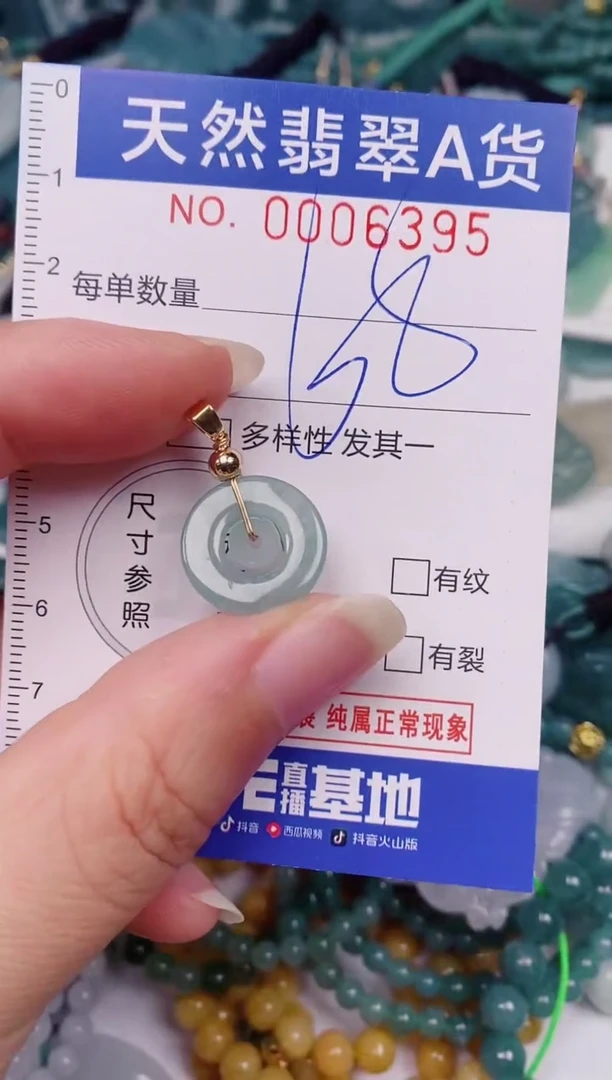 天然翡翠A货
NO. 0006395
0
1
2
每单数量
多样性 发其一
尺寸参照
5
有纹
6
有裂
7
纯属正常现象
直播基地
抖音 西瓜视频 抖音火山版